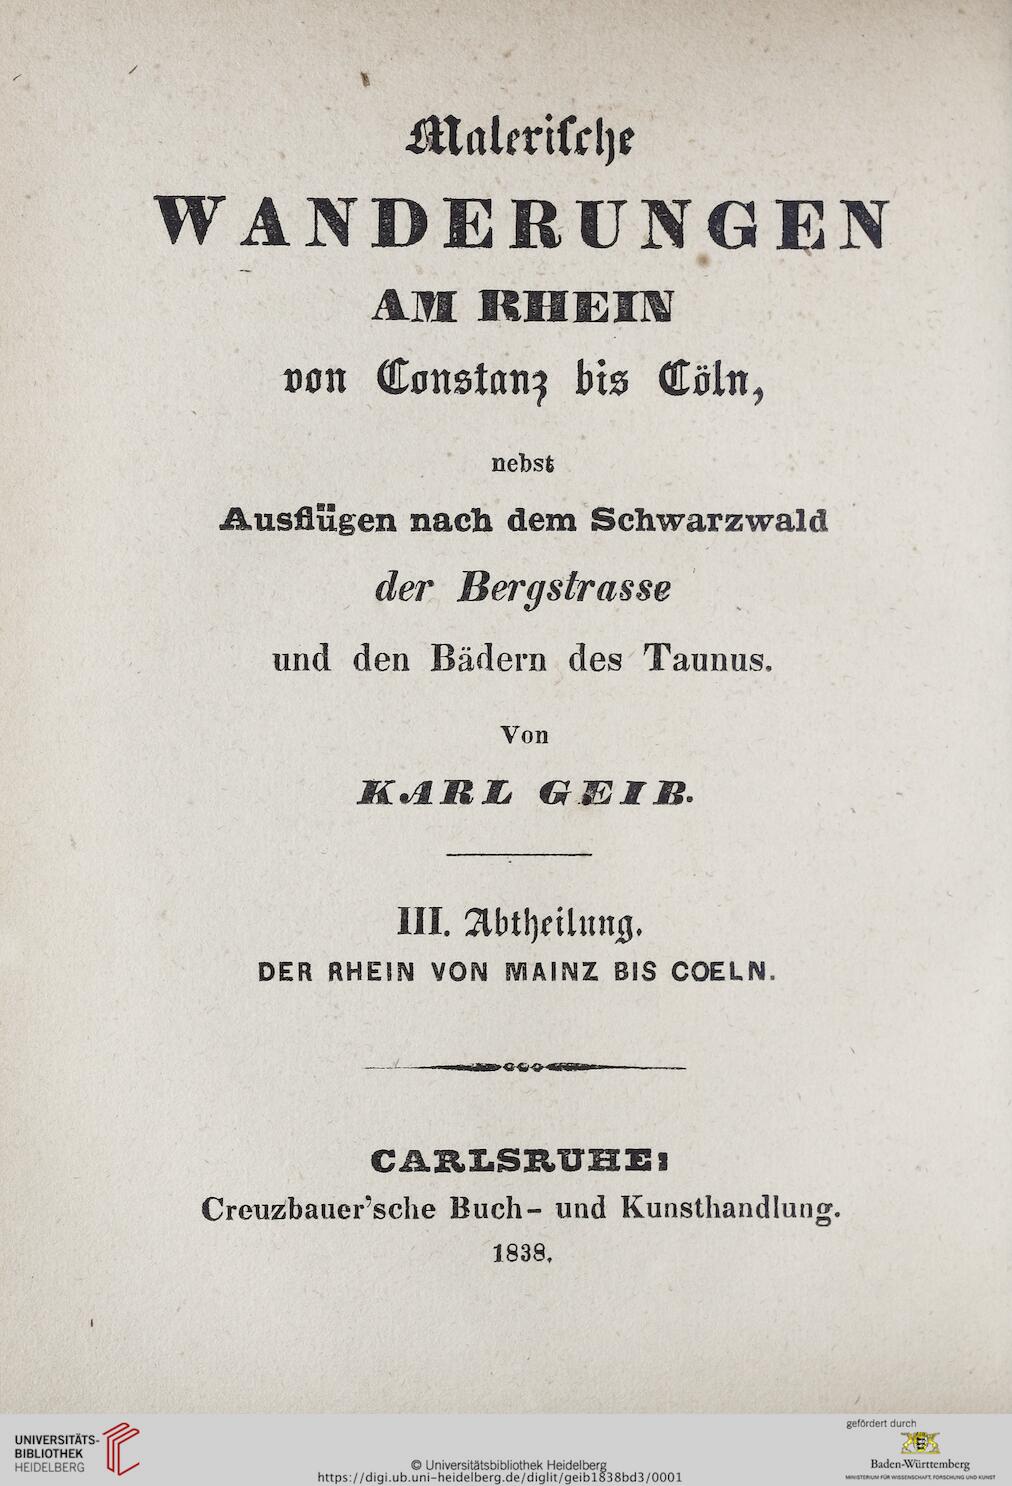 Malerische
WANDERUNGEN
AM RHEIN
von Constanz bis Cöln,
nebst
Ausflügen nach dem Schwarzwald
der Bergstrasse
und den Bädern des Taunus.
Von
KARL GEIB.
III. Abtheilung.
DER RHEIN VON MAINZ BIS COELN.
CARLSRUHE:
Creuzbauer'sche Buch- und Kunsthandlung.
1838.
UNIVERSITÄTS-
BIBLIOTHEK
HEIDELBERG
© Universitätsbibliothek Heidelberg
https://digi.ub.uni-heidelberg.de/diglit/geib1838bd3/0001
gefördert durch
Baden-Württemberg
MINISTERIUM FÜR WISSENSCHAFT, FORSCHUNG UND KUNST